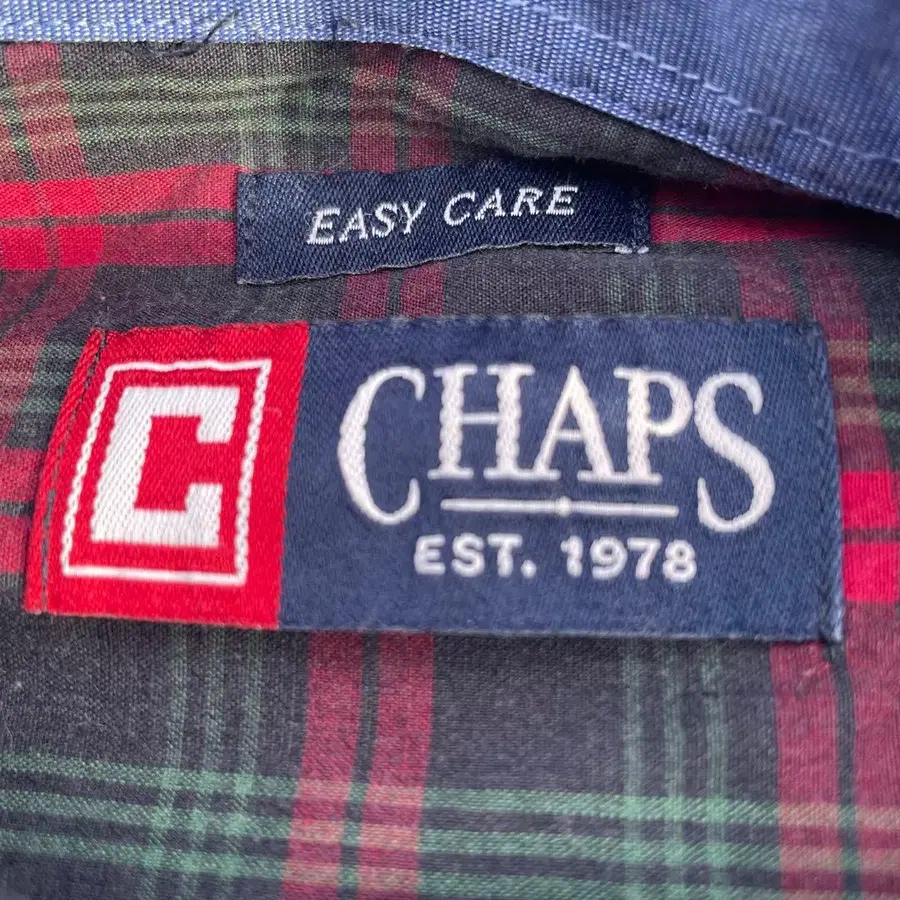 EASY CARE
C
CHAPS
EST. 1978